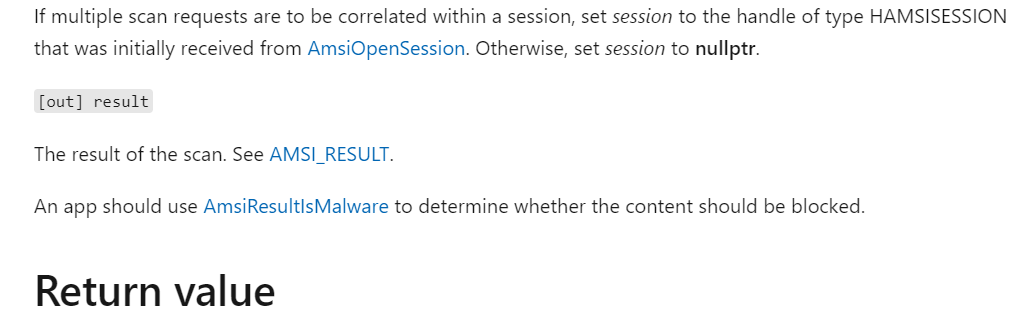 If multiple scan requests are to be correlated within a session, set session to the handle of type HAMSISESSION
that was initially received from AmsiOpenSession. Otherwise, set session to nullptr.
[out] result
The result of the scan. See AMSI_RESULT.
An app should use AmsiResultIsMalware to determine whether the content should be blocked.
Return value